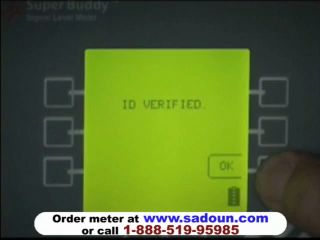 Super Buddy™
Signal Level Meter
ID VERIFIED.
OK
Order meter at www.sadoun.com
or call 1-888-519-95985